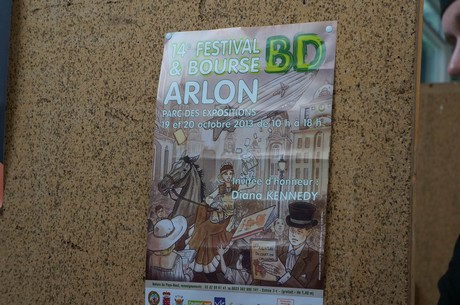 14e FESTIVAL
& BOURSE BD
ARLON
PARC DES EXPOSITIONS
19 et 20 octobre 2013 de 10 h à 18 h
Invitée d'honneur :
Diana KENNEDY